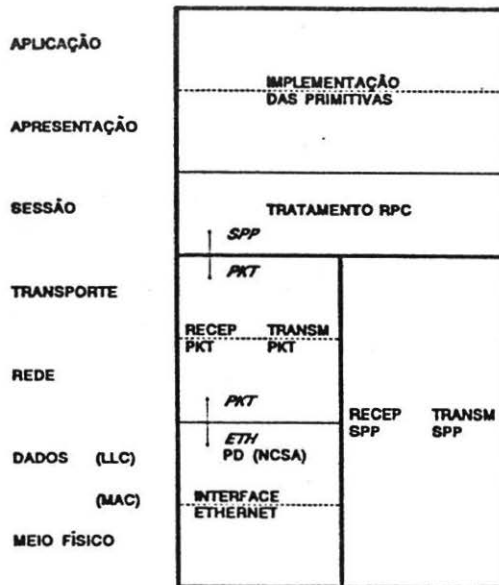 APLICAÇÃO
IMPLEMENTAÇÃO
DAS PRIMITIVAS
APRESENTAÇÃO
SESSÃO
TRATAMENTO RPC
SPP
PKT
TRANSPORTE
RECEP TRANSM
PKT PKT
REDE
PKT
RECEP TRANSM
SPP SPP
ETH
DADOS (LLC)
PD (NCSA)
(MAC)
INTERFACE
ETHERNET
MEIO FÍSICO